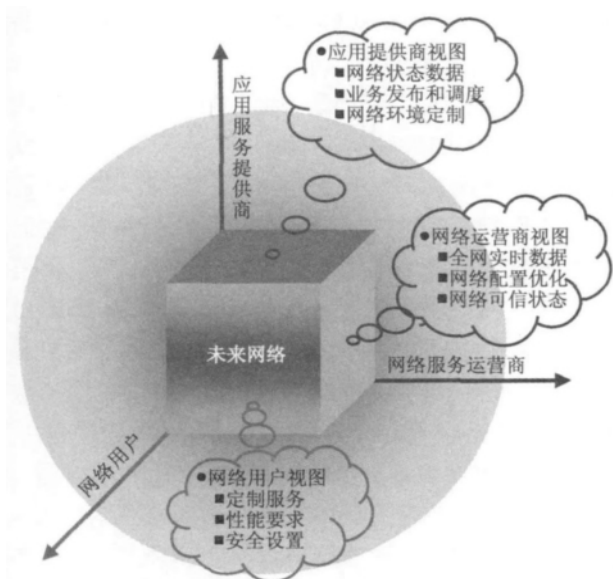 ●应用提供商视图
■网络状态数据
■业务发布和调度
■网络环境定制
应用服务提供商
●网络运营商视图
■全网实时数据
■网络配置优化
■网络可信状态
未来网络
网络服务运营商
网络用户
●网络用户视图
■定制服务
■性能要求
■安全设置